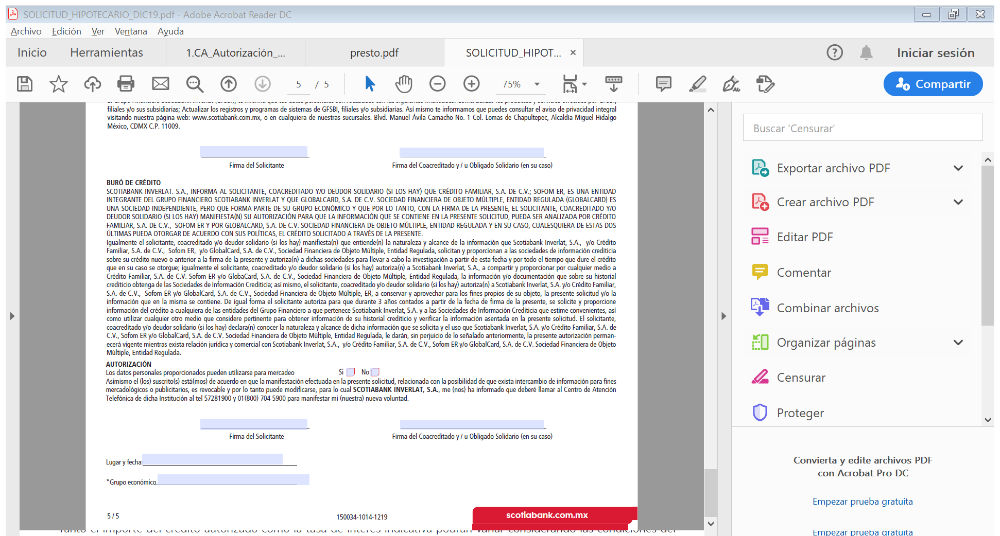 SOLICITUD_HIPOTECARIO_DIC19.pdf - Adobe Acrobat Reader DC
Archivo Edición Ver Ventana Ayuda
Inicio Herramientas 1.CA_Autorización_... presto.pdf SOLICITUD_HIPOT... × Iniciar sesión
5 / 5 75% Compartir
filiales y/o sus subsidiarias; Actualizar los registros y programas de sistemas de GFSBI, filiales y/o subsidiarias. Así mismo te informamos que puedes consultar el aviso de privacidad integral
visitando nuestra página web: www.scotiabank.com.mx, o en cualquiera de nuestras sucursales. Blvd. Manuel Ávila Camacho No. 1 Col. Lomas de Chapultepec, Alcaldía Miguel Hidalgo
México, CDMX C.P. 11009.
Firma del Solicitante Firma del Coacreditado y / u Obligado Solidario (en su caso)
BURÓ DE CRÉDITO
SCOTIABANK INVERLAT. S.A., INFORMA AL SOLICITANTE, COACREDITADO Y/O DEUDOR SOLIDARIO (SI LOS HAY) QUE CRÉDITO FAMILIAR, S.A. DE C.V.; SOFOM ER, ES UNA ENTIDAD
INTEGRANTE DEL GRUPO FINANCIERO SCOTIABANK INVERLAT Y QUE GLOBALCARD, S.A. DE C.V. SOCIEDAD FINANCIERA DE OBJETO MÚLTIPLE, ENTIDAD REGULADA (GLOBALCARD) ES
UNA SOCIEDAD INDEPENDIENTE, PERO QUE FORMA PARTE DE SU GRUPO ECONÓMICO Y QUE POR LO TANTO, CON LA FIRMA DE LA PRESENTE, EL SOLICITANTE, COACREDITADO Y/O
DEUDOR SOLIDARIO (SI LOS HAY) MANIFIESTA(N) SU AUTORIZACIÓN PARA QUE LA INFORMACIÓN QUE SE CONTIENE EN LA PRESENTE SOLICITUD, PUEDA SER ANALIZADA POR CRÉDITO
FAMILIAR, S.A. DE C.V., SOFOM ER Y POR GLOBALCARD, S.A. DE C.V. SOCIEDAD FINANCIERA DE OBJETO MÚLTIPLE, ENTIDAD REGULADA Y EN SU CASO, CUALESQUIERA DE ESTAS DOS
ÚLTIMAS PUEDA OTORGAR DE ACUERDO CON SUS POLÍTICAS, EL CRÉDITO SOLICITADO A TRAVÉS DE LA PRESENTE.
Igualmente el solicitante, coacreditado y/o deudor solidario (si los hay) manifiesta(n) que entiende(n) la naturaleza y alcance de la información que Scotiabank Inverlat, S.A., y/o Crédito
Familiar, S.A. de C.V., Sofom ER, y/o GlobalCard, S.A. de C.V., Sociedad Financiera de Objeto Múltiple, Entidad Regulada, solicitan y proporcionan a las sociedades de información crediticia
sobre su crédito nuevo o anterior a la firma de la presente y autoriza(n) a dichas sociedades para llevar a cabo la investigación a partir de esta fecha y por todo el tiempo que dure el crédito
que en su caso se otorgue; igualmente el solicitante, coacreditado y/o deudor solidario (si los hay) autoriza(n) a Scotiabank Inverlat, S.A., a compartir y proporcionar por cualquier medio a
Crédito Familiar, S.A. de C.V. Sofom ER y/o GlobaCard, S.A. de C.V., Sociedad Financiera de Objeto Múltiple, Entidad Regulada, la información y/o documentación que sobre su historial
crediticio obtenga de las Sociedades de Información Crediticia; así mismo, el solicitante, coacreditado y/o deudor solidario (si los hay) autoriza(n) a Scotiabank Inverlat, S.A. y/o Crédito Familiar,
S.A. de C.V., Sofom ER y/o GlobalCard, S.A. de C.V., Sociedad Financiera de Objeto Múltiple, ER, a conservar y aprovechar para los fines propios de su objeto, la presente solicitud y/o la
información que en la misma se contiene. De igual forma el solicitante autoriza para que durante 3 años contados a partir de la fecha de firma de la presente, se solicite y proporcione
información del crédito a cualquiera de las entidades del Grupo Financiero a que pertenece Scotiabank Inverlat, S.A. y a las Sociedades de Información Crediticia que estime convenientes, así
como utilizar cualquier otro medio que considere pertinente para obtener información de su historial crediticio y verificar la información asentada en la presente solicitud. El solicitante,
coacreditado y/o deudor solidario (si los hay) declara(n) conocer la naturaleza y alcance de dicha información que se solicita y el uso que Scotiabank Inverlat, S.A. y/o Crédito Familiar, S.A. de
C.V., Sofom ER y/o GlobalCard, S.A. de C.V. Sociedad Financiera de Objeto Múltiple, Entidad Regulada, le darán, sin perjuicio de lo señalado anteriormente, la presente autorización perman-
ecerá vigente mientras exista relación jurídica y comercial con Scotiabank Inverlat, S.A., y/o Crédito Familiar, S.A. de C.V., Sofom ER y/o GlobalCard, S.A. de C.V. Sociedad Financiera de Objeto
Múltiple, Entidad Regulada.
AUTORIZACIÓN
Los datos personales proporcionados pueden utilizarse para mercadeo Si No
Asimismo el (los) suscrito(s) está(mos) de acuerdo en que la manifestación efectuada en la presente solicitud, relacionada con la posibilidad de que exista intercambio de información para fines
mercadológicos o publicitarios, es revocable y por lo tanto puede modificarse, para lo cual SCOTIABANK INVERLAT, S.A., me (nos) ha informado que deberé llamar al Centro de Atención
Telefónica de dicha Institución al tel 57281900 y 01(800) 704 5900 para manifestar mi (nuestra) nueva voluntad.
Firma del Solicitante Firma del Coacreditado y / u Obligado Solidario (en su caso)
Lugar y fecha:
*Grupo económico
5 / 5 150034-1014-1219 scotiabank.com.mx
Tanto el importe del crédito autorizado como la tasa de interés indicativa podrán variar considerando las condiciones del
Buscar 'Censurar'
Exportar archivo PDF
Crear archivo PDF
Editar PDF
Comentar
Combinar archivos
Organizar páginas
Censurar
Proteger
Convierta y edite archivos PDF
con Acrobat Pro DC
Empezar prueba gratuita
Empezar prueba gratuita